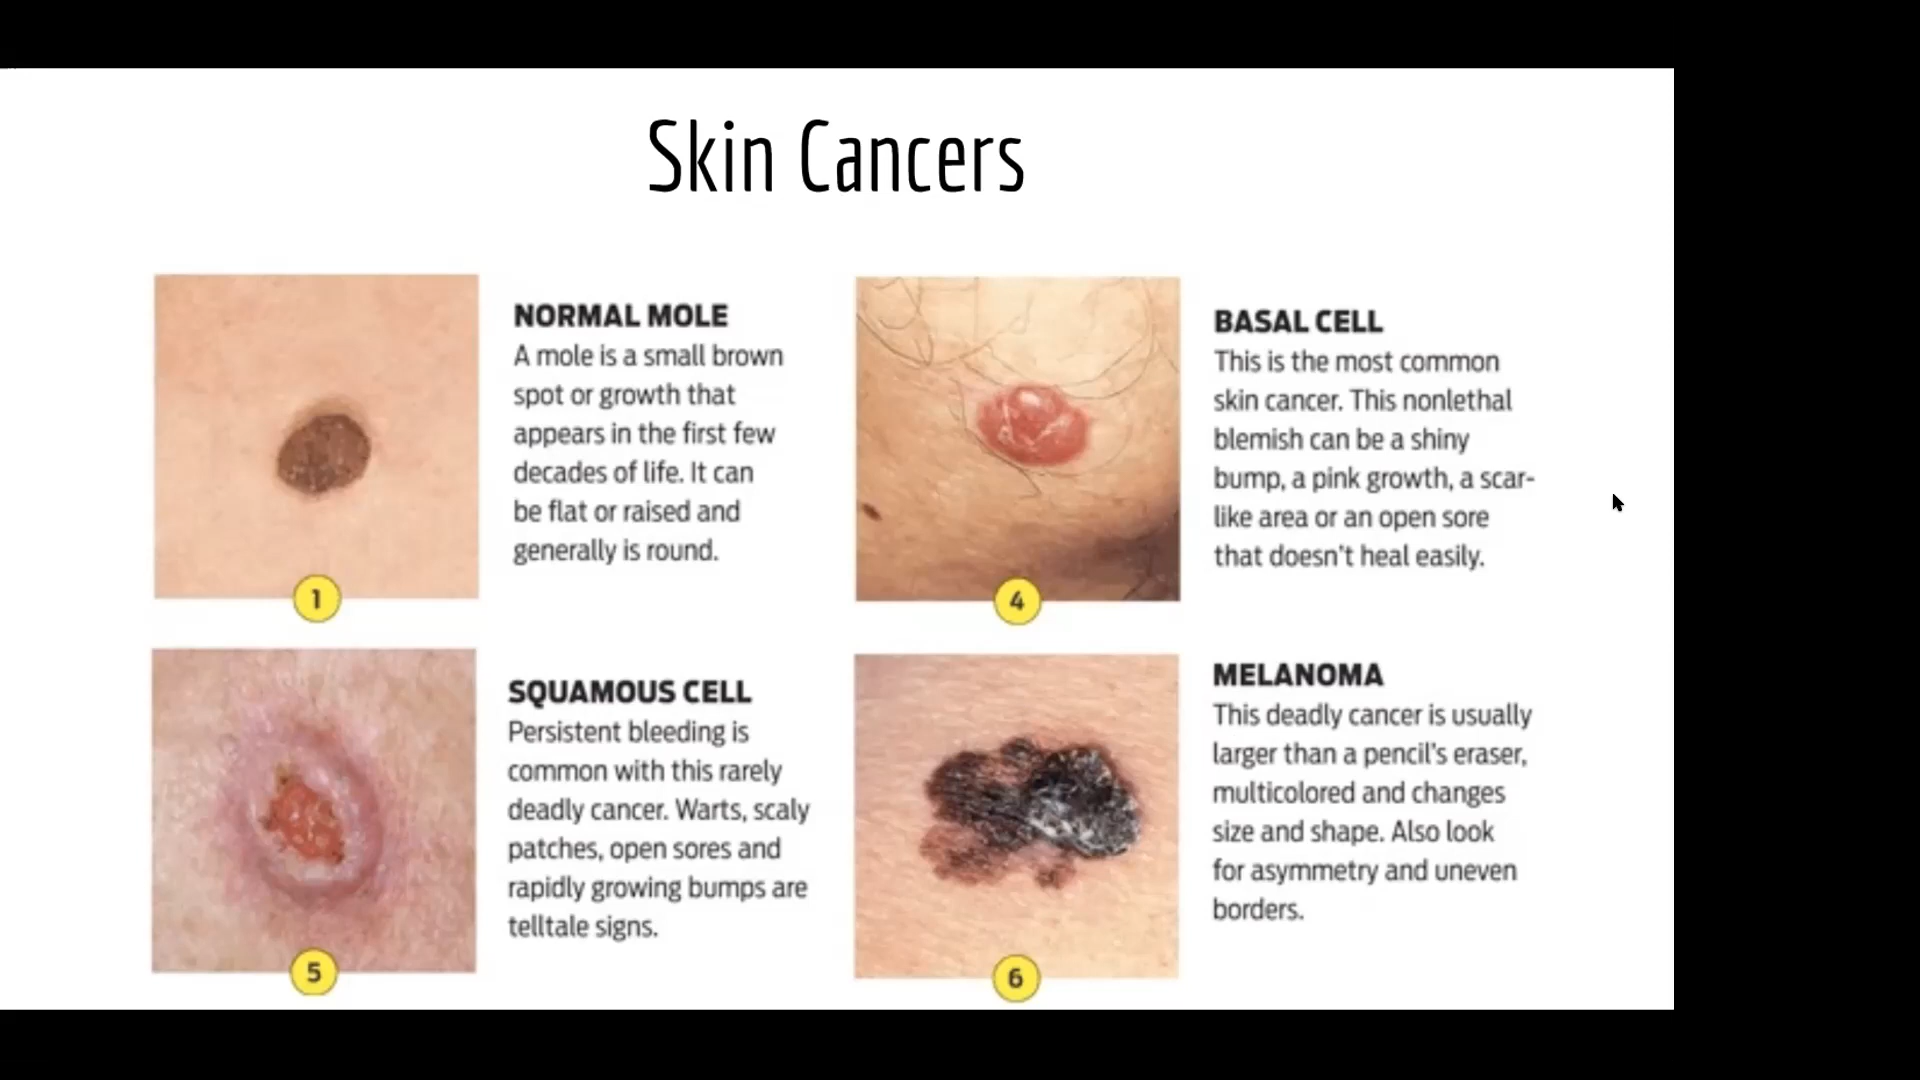 Skin Cancers
NORMAL MOLE
A mole is a small brown
spot or growth that
appears in the first few
decades of life. It can
be flat or raised and
generally is round.
1
BASAL CELL
This is the most common
skin cancer. This nonlethal
blemish can be a shiny
bump, a pink growth, a scar-
like area or an open sore
that doesn't heal easily.
4
SQUAMOUS CELL
Persistent bleeding is
common with this rarely
deadly cancer. Warts, scaly
patches, open sores and
rapidly growing bumps are
telltale signs.
5
MELANOMA
This deadly cancer is usually
larger than a pencil's eraser,
multicolored and changes
size and shape. Also look
for asymmetry and uneven
borders.
6